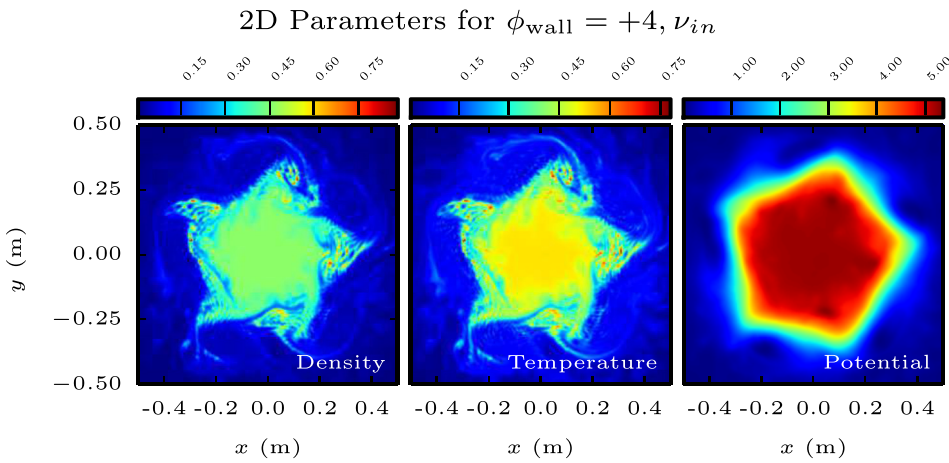 2D Parameters for ϕ_wall = +4, ν_in
0.15 0.30 0.45 0.60 0.75
0.15 0.30 0.45 0.60 0.75
1.00 2.00 3.00 4.00 5.00
0.50
0.25
0.00
−0.25
−0.50
y (m)
Density
Temperature
Potential
-0.4 -0.2 0.0 0.2 0.4
-0.4 -0.2 0.0 0.2 0.4
-0.4 -0.2 0.0 0.2 0.4
x (m)
x (m)
x (m)